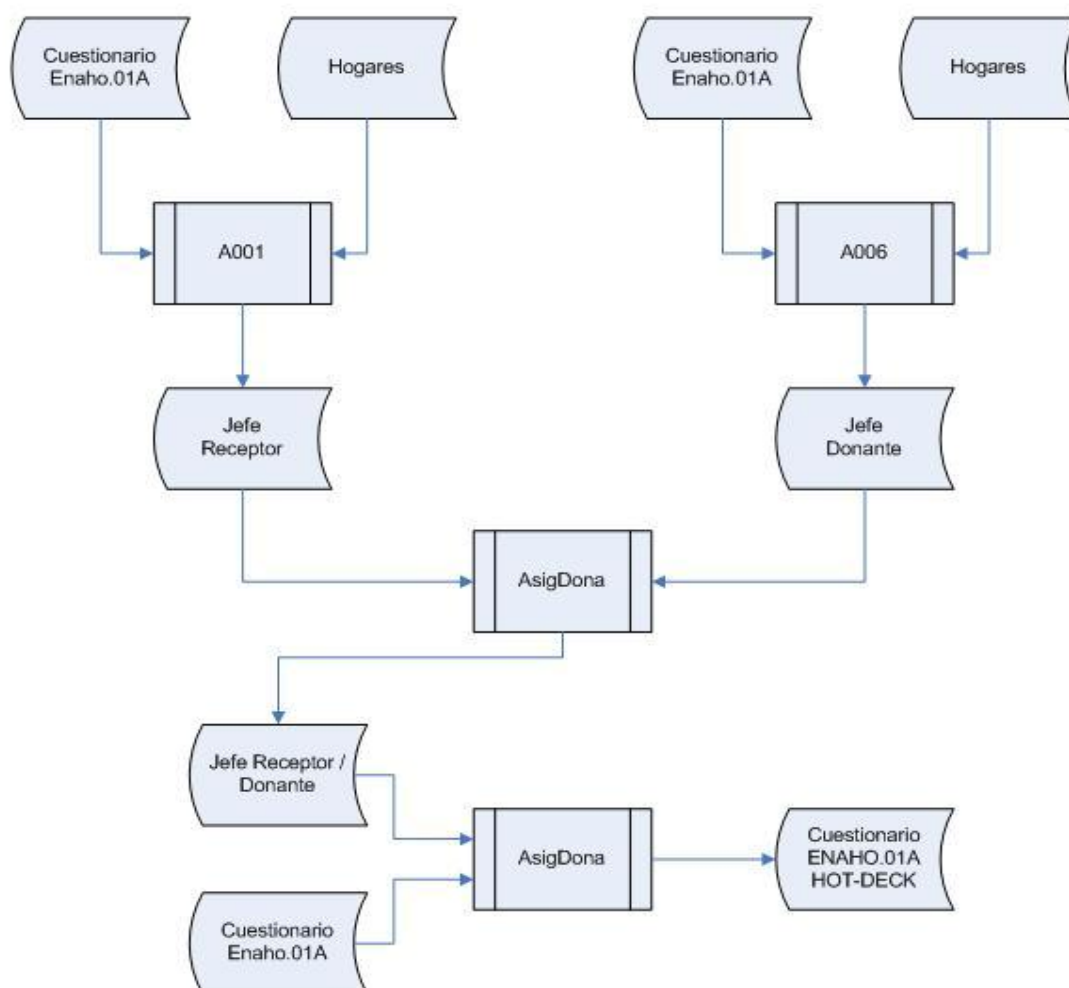 Cuestionario
Enaho.01A
Hogares
Cuestionario
Enaho.01A
Hogares
A001
A006
Jefe
Receptor
Jefe
Donante
AsigDona
Jefe Receptor /
Donante
AsigDona
Cuestionario
ENAHO.01A
HOT-DECK
Cuestionario
Enaho.01A